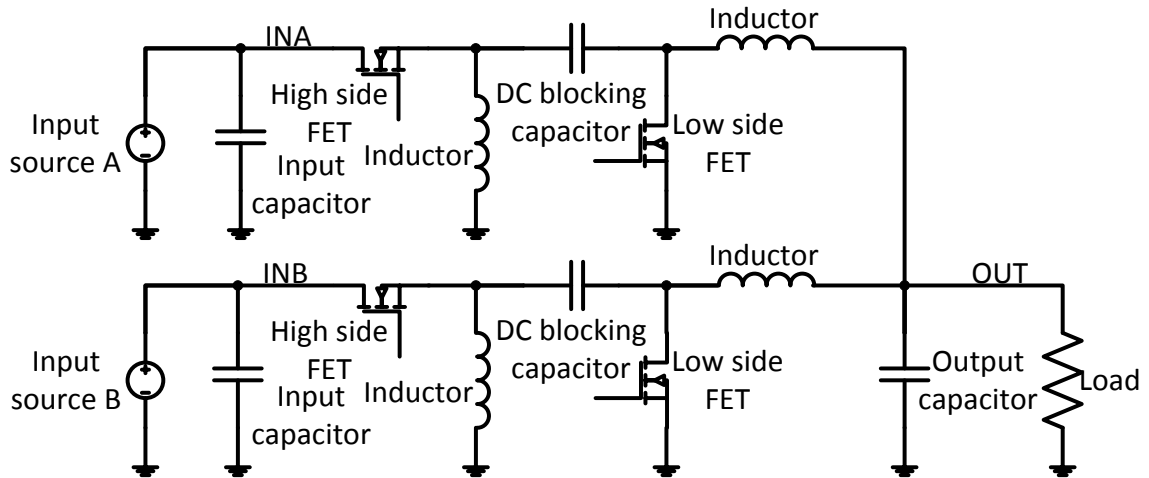 Inductor
INA
High side
FET
DC blocking
capacitor
Low side
FET
Input
source A
Input
capacitor
Inductor
Inductor
INB
OUT
High side
FET
DC blocking
capacitor
Low side
FET
Input
source B
Input
capacitor
Inductor
Output
capacitor
Load